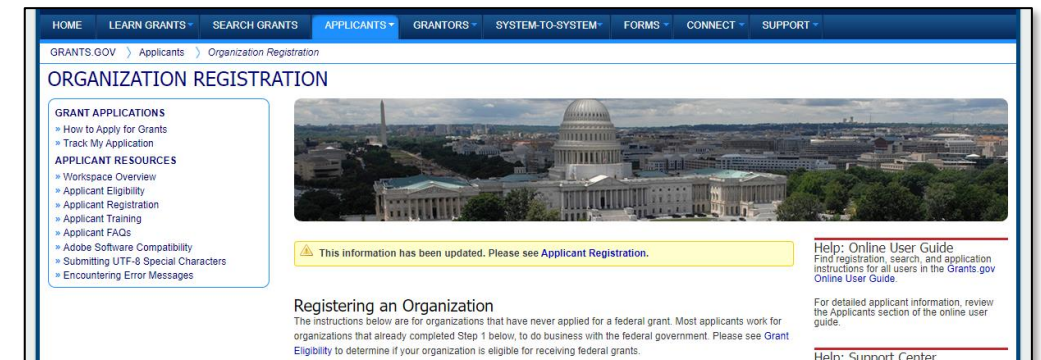 HOME LEARN GRANTS SEARCH GRANTS APPLICANTS GRANTORS SYSTEM-TO-SYSTEM FORMS CONNECT SUPPORT
GRANTS.GOV 〉 Applicants 〉 Organization Registration
ORGANIZATION REGISTRATION
GRANT APPLICATIONS
» How to Apply for Grants
» Track My Application
APPLICANT RESOURCES
» Workspace Overview
» Applicant Eligibility
» Applicant Registration
» Applicant Training
» Applicant FAQs
» Adobe Software Compatibility
» Submitting UTF-8 Special Characters
» Encountering Error Messages
This information has been updated. Please see Applicant Registration.
Registering an Organization
The instructions below are for organizations that have never applied for a federal grant. Most applicants work for
organizations that already completed Step 1 below, to do business with the federal government. Please see Grant
Eligibility to determine if your organization is eligible for receiving federal grants.
Help: Online User Guide
Find registration, search, and application
instructions for all users in the Grants.gov
Online User Guide.
For detailed applicant information, review
the Applicants section of the online user
guide.
Help: Support Center